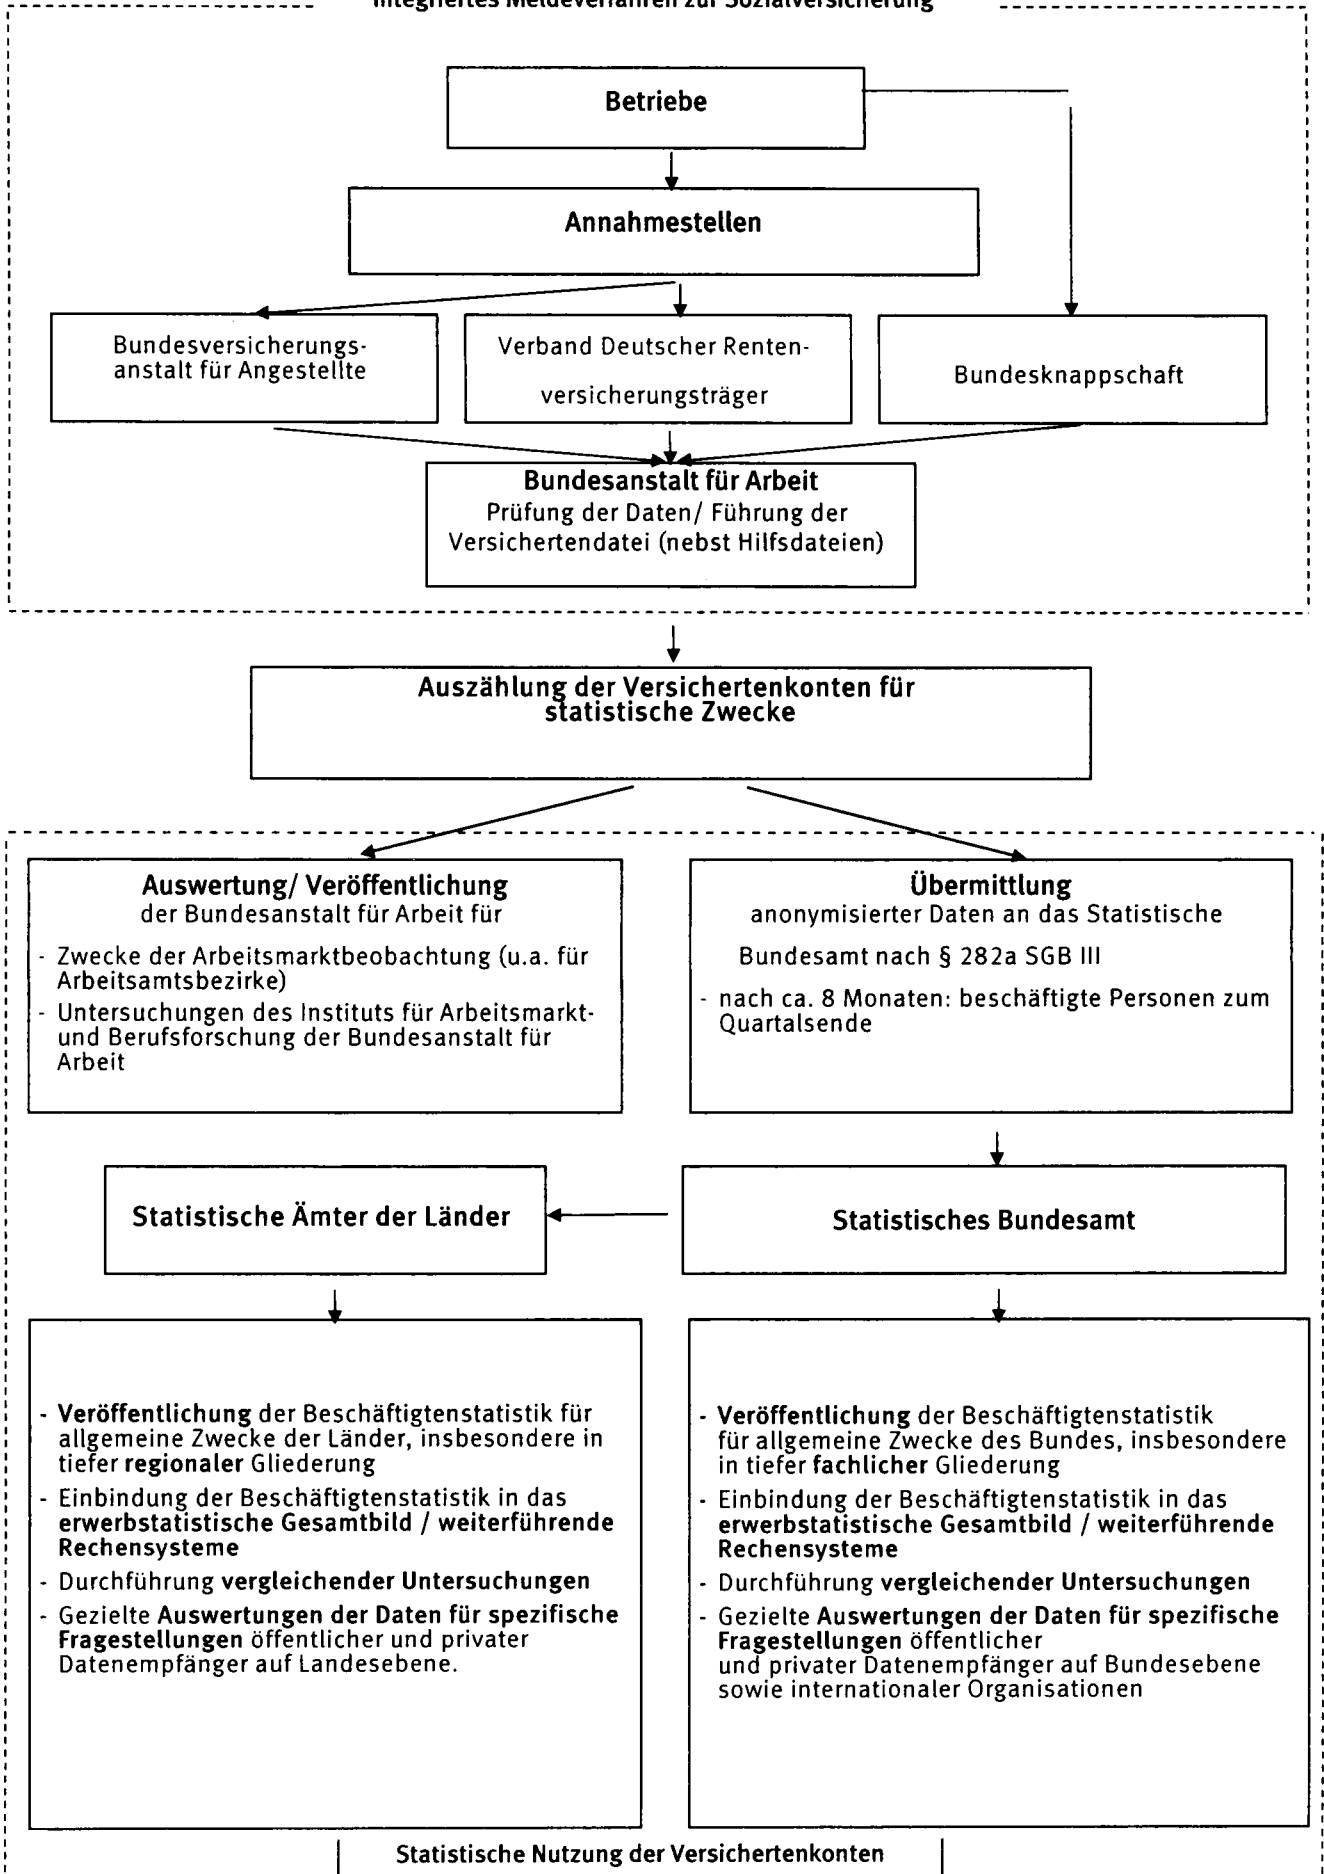 Integriertes Meldeverfahren zur Sozialversicherung
Betriebe
Annahmestellen
Bundesversicherungs-
anstalt für Angestellte
Verband Deutscher Renten-
versicherungsträger
Bundesknappschaft
Bundesanstalt für Arbeit
Prüfung der Daten/ Führung der
Versichertendatei (nebst Hilfsdateien)
Auszählung der Versichertenkonten für
statistische Zwecke
Auswertung/ Veröffentlichung
der Bundesanstalt für Arbeit für
- Zwecke der Arbeitsmarktbeobachtung (u.a. für
Arbeitsamtsbezirke)
- Untersuchungen des Instituts für Arbeitsmarkt-
und Berufsforschung der Bundesanstalt für
Arbeit
Übermittlung
anonymisierter Daten an das Statistische
Bundesamt nach § 282a SGB III
- nach ca. 8 Monaten: beschäftigte Personen zum
Quartalsende
Statistische Ämter der Länder
Statistisches Bundesamt
- Veröffentlichung der Beschäftigtenstatistik für
allgemeine Zwecke der Länder, insbesondere in
tiefer regionaler Gliederung
- Einbindung der Beschäftigtenstatistik in das
erwerbstatistische Gesamtbild / weiterführende
Rechensysteme
- Durchführung vergleichender Untersuchungen
- Gezielte Auswertungen der Daten für spezifische
Fragestellungen öffentlicher und privater
Datenempfänger auf Landesebene.
- Veröffentlichung der Beschäftigtenstatistik
für allgemeine Zwecke des Bundes, insbesondere
in tiefer fachlicher Gliederung
- Einbindung der Beschäftigtenstatistik in das
erwerbstatistische Gesamtbild / weiterführende
Rechensysteme
- Durchführung vergleichender Untersuchungen
- Gezielte Auswertungen der Daten für spezifische
Fragestellungen öffentlicher
und privater Datenempfänger auf Bundesebene
sowie internationaler Organisationen
Statistische Nutzung der Versichertenkonten